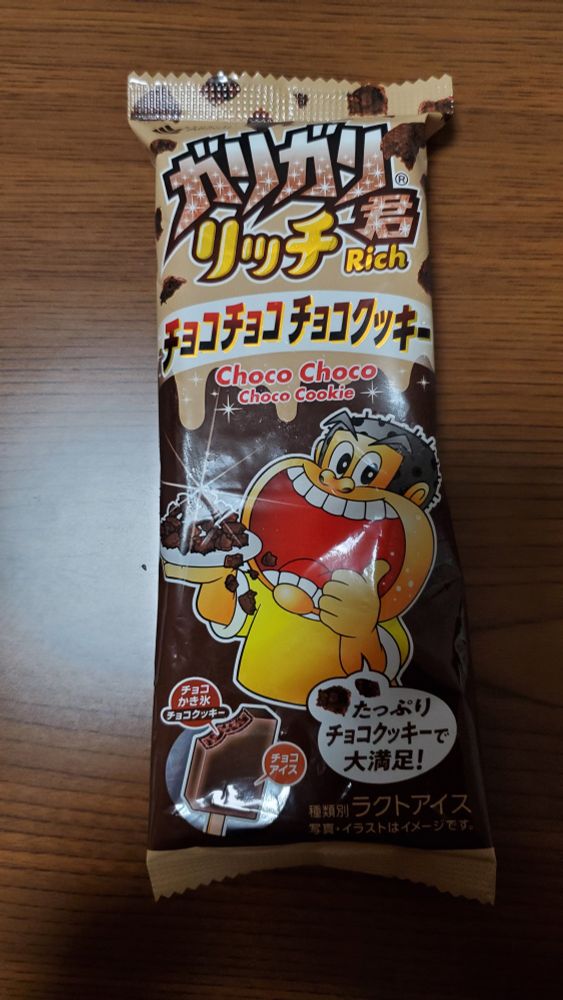 ガリガリ君®
リッチ Rich
チョコチョコ チョコクッキー
Choco Choco
Choco Cookie
チョコ
かき氷
チョコクッキー
チョコ
アイス
たっぷり
チョコクッキーで
大満足!
種類別 ラクトアイス
写真・イラストはイメージです。